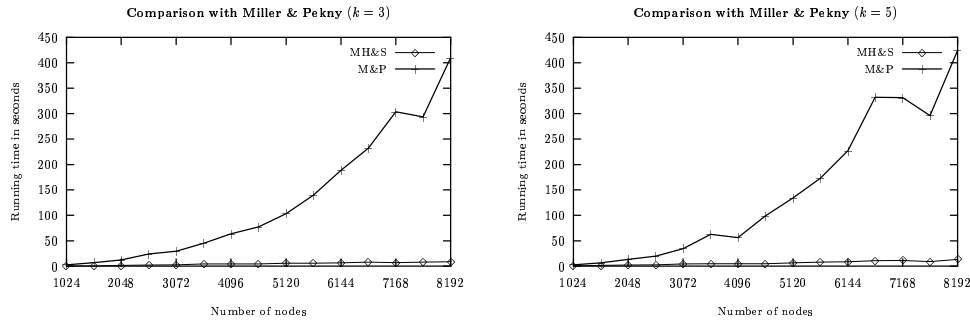 Comparison with Miller & Pekny (k = 3)
450
400
350
300
250
200
150
100
50
0
Running time in seconds
MH&S
M&P
1024 2048 3072 4096 5120 6144 7168 8192
Number of nodes
Comparison with Miller & Pekny (k = 5)
450
400
350
300
250
200
150
100
50
0
Running time in seconds
MH&S
M&P
1024 2048 3072 4096 5120 6144 7168 8192
Number of nodes